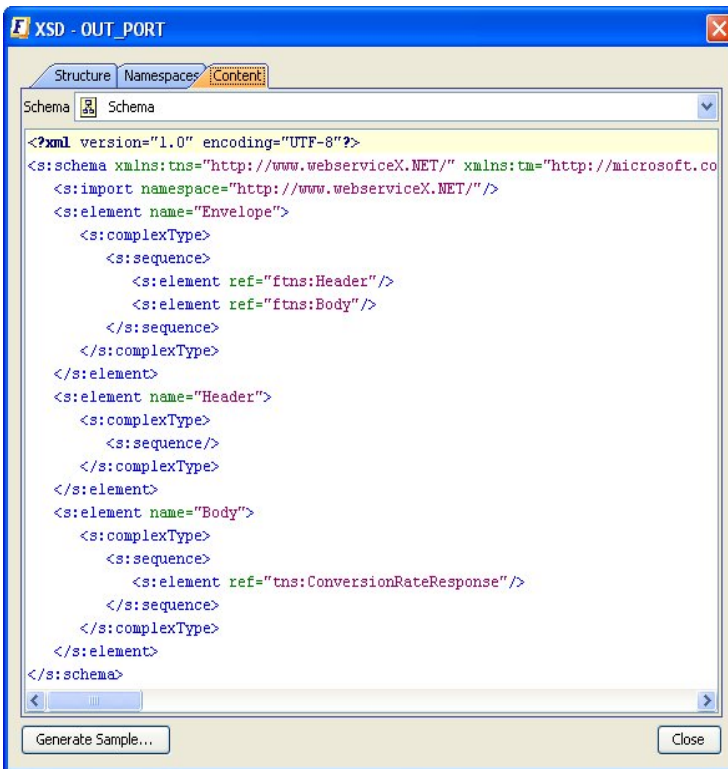 XSD - OUT_PORT
Structure Namespaces Content
Schema Schema
<?xml version="1.0" encoding="UTF-8"?>
<s:schema xmlns:tns="http://www.webserviceX.NET/" xmlns:tm="http://microsoft.co
<s:import namespace="http://www.webserviceX.NET/"/>
<s:element name="Envelope">
<s:complexType>
<s:sequence>
<s:element ref="ftns:Header"/>
<s:element ref="ftns:Body"/>
</s:sequence>
</s:complexType>
</s:element>
<s:element name="Header">
<s:complexType>
<s:sequence/>
</s:complexType>
</s:element>
<s:element name="Body">
<s:complexType>
<s:sequence>
<s:element ref="tns:ConversionRateResponse"/>
</s:sequence>
</s:complexType>
</s:element>
</s:schema>
Generate Sample... Close